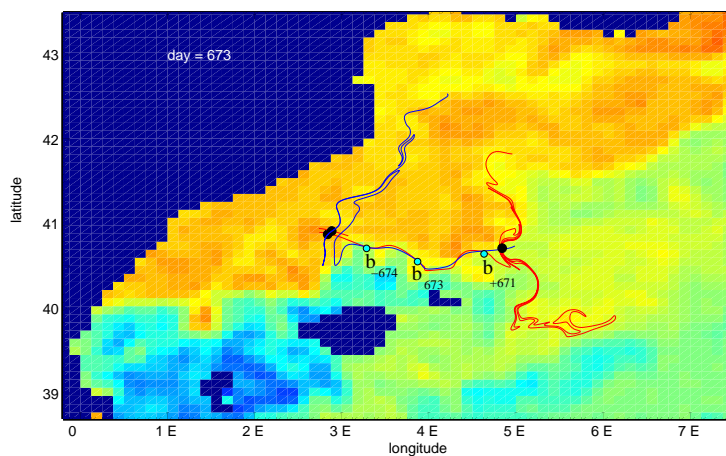 43
day = 673
42
latitude
41
b
−674
b
673
b
+671
40
39
0
1 E
2 E
3 E
4 E
5 E
6 E
7 E
longitude